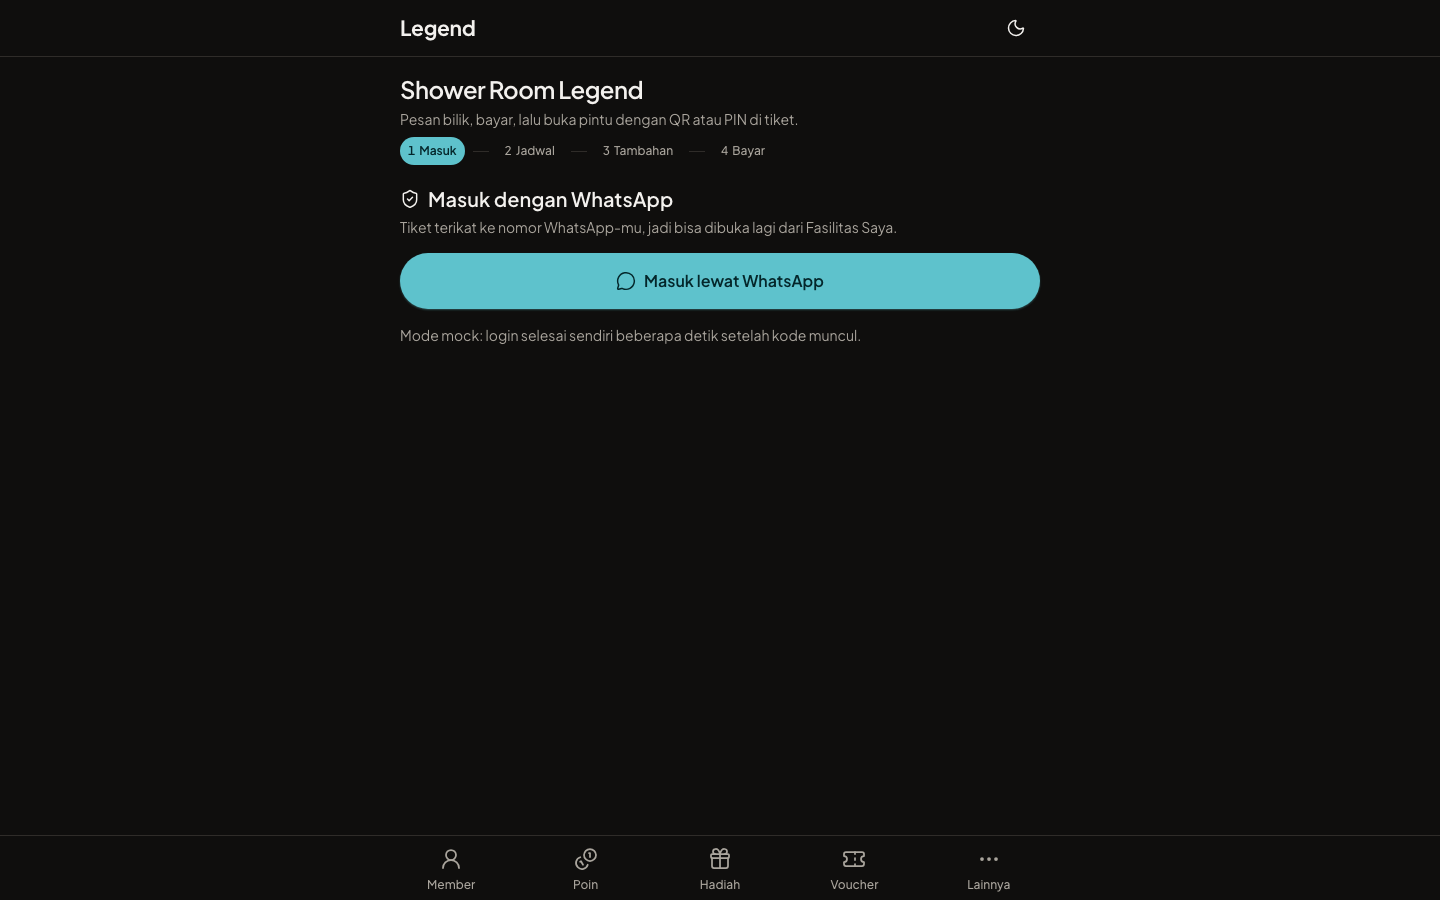 Legend
Shower Room Legend
Pesan bilik, bayar, lalu buka pintu dengan QR atau PIN di tiket.
1 Masuk — 2 Jadwal — 3 Tambahan — 4 Bayar
Masuk dengan WhatsApp
Tiket terikat ke nomor WhatsApp-mu, jadi bisa dibuka lagi dari Fasilitas Saya.
Masuk lewat WhatsApp
Mode mock: login selesai sendiri beberapa detik setelah kode muncul.
Member Poin Hadiah Voucher Lainnya